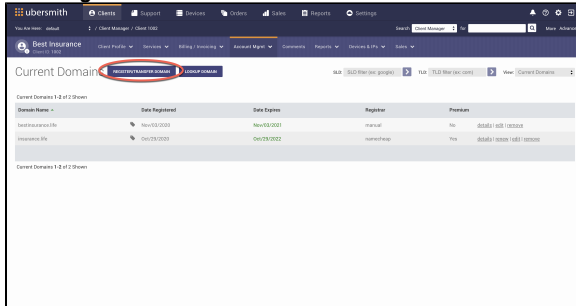 ubersmith Clients Support Devices Orders Sales Reports Settings
You Are Here: default / Client Manager / Client 1002 Search Client Manager for More Advanced
Best Insurance
Client ID: 1002
Client Profile Services Billing / Invoicing Account Mgmt Comments Reports Devices & IPs Sales
Current Domains REGISTER/TRANSFER DOMAIN LOOKUP DOMAIN SLD: SLD filter (ex: google) TLD: TLD filter (ex: com) View: Current Domains
Current Domains 1-2 of 2 Shown
Domain Name Date Registered Date Expires Registrar Premium
bestinsurance.life Nov/03/2020 Nov/03/2021 manual No details | edit | remove
insurance.life Oct/29/2020 Oct/29/2022 namecheap Yes details | renew | edit | remove
Current Domains 1-2 of 2 Shown